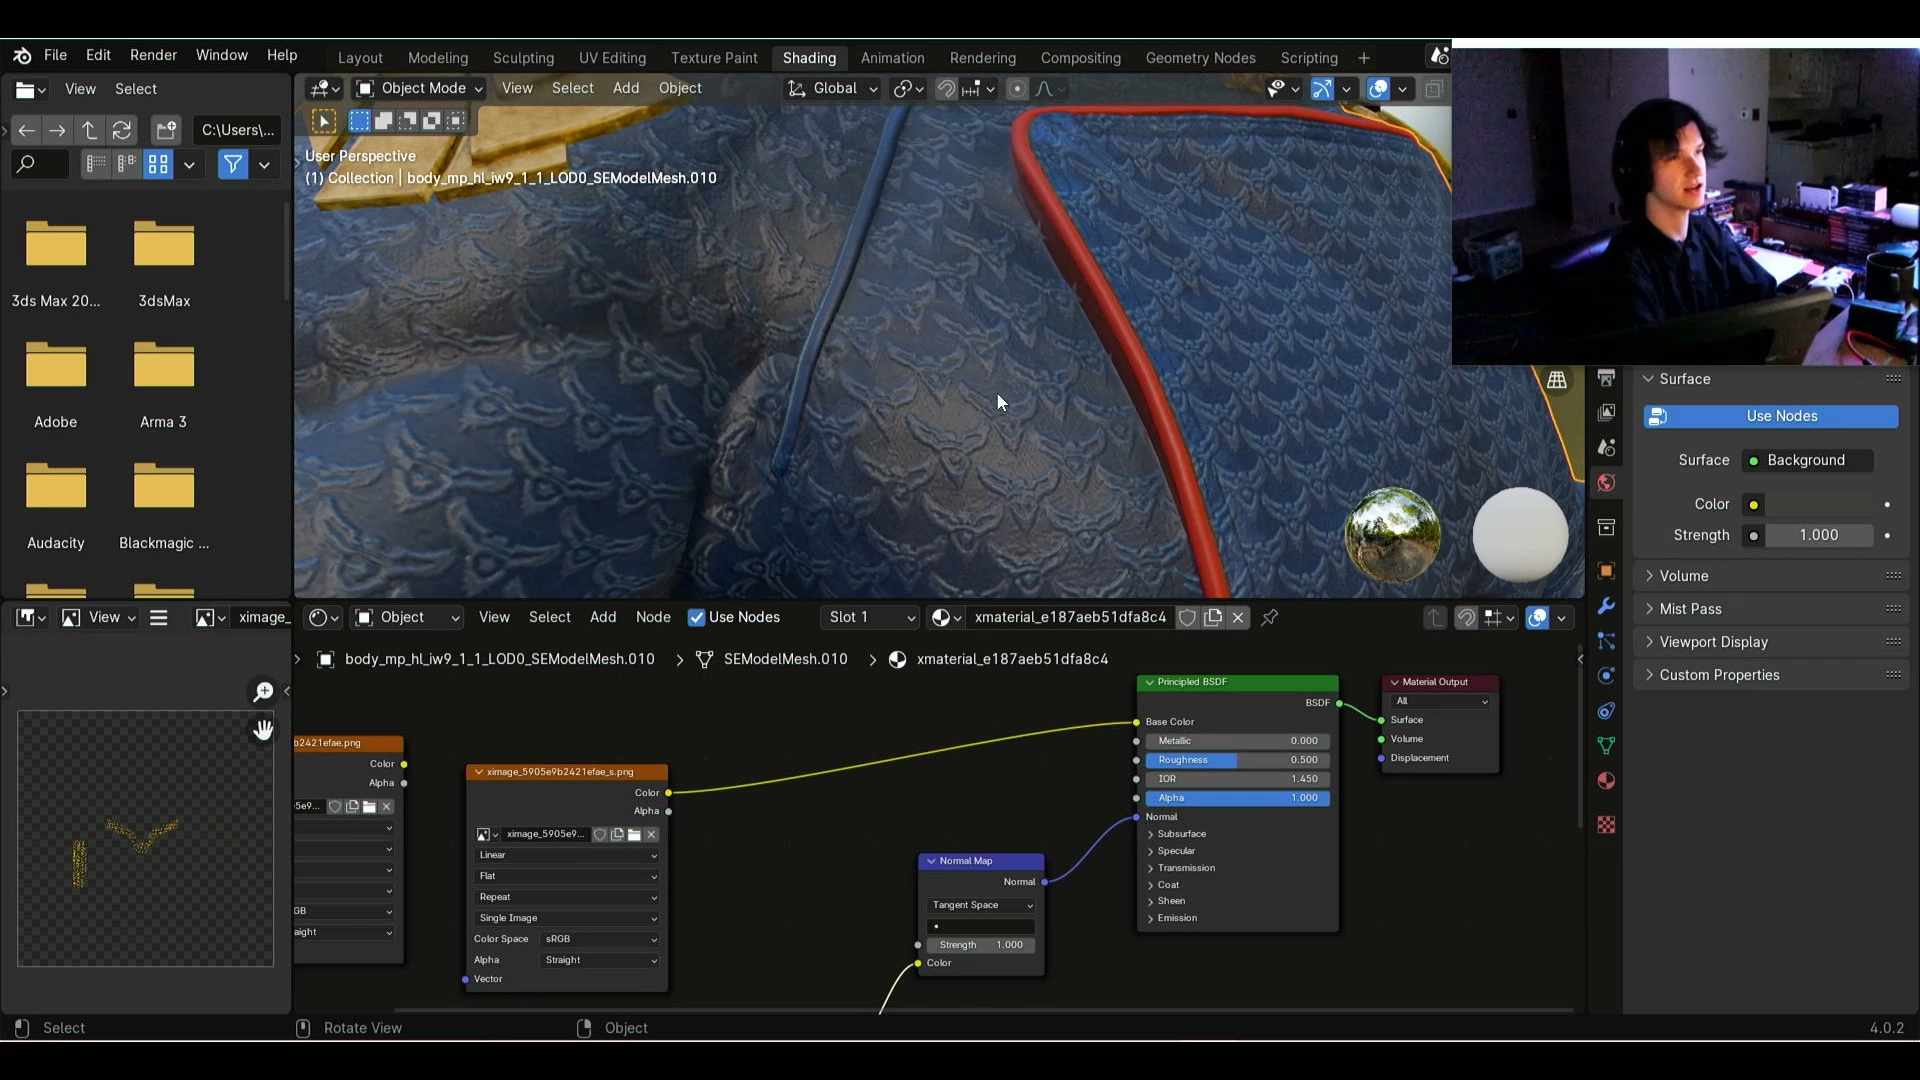 File Edit Render Window Help
Layout Modeling Sculpting UV Editing Texture Paint Shading Animation Rendering Compositing Geometry Nodes Scripting +
View Select
Object Mode View Select Add Object Global
C:\Users\...
User Perspective
(1) Collection | body_mp_hl_iw9_1_1_LOD0_SEModelMesh.010
3ds Max 20... 3dsMax
Adobe Arma 3
Audacity Blackmagic ...
Surface
Use Nodes
Surface Background
Color
Strength 1.000
Volume
Mist Pass
Viewport Display
Custom Properties
View ximage_
Object View Select Add Node Use Nodes Slot 1 xmaterial_e187aeb51dfa8c4
body_mp_hl_iw9_1_1_LOD0_SEModelMesh.010 > SEModelMesh.010 > xmaterial_e187aeb51dfa8c4
b2421efae.png
Color
Alpha
5e9...
GB
aight
ximage_5905e9b2421efae_s.png
Color
Alpha
ximage_5905e9...
Linear
Flat
Repeat
Single Image
Color Space sRGB
Alpha Straight
Vector
Normal Map
Normal
Tangent Space
Strength 1.000
Color
Principled BSDF
BSDF
Base Color
Metallic 0.000
Roughness 0.500
IOR 1.450
Alpha 1.000
Normal
Subsurface
Specular
Transmission
Coat
Sheen
Emission
Material Output
All
Surface
Volume
Displacement
Select Rotate View Object 4.0.2